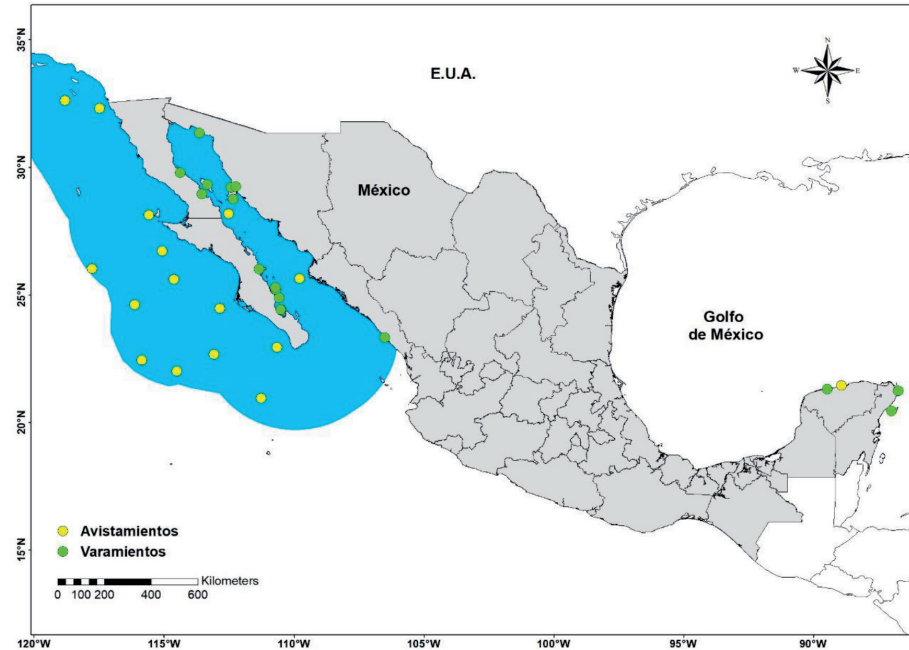 35°N
30°N
25°N
20°N
15°N
N
W
E
S
E.U.A.
México
Golfo
de México
Avistamientos
Varamientos
Kilometers
0 100 200 400 600
120°W
115°W
110°W
105°W
100°W
95°W
90°W